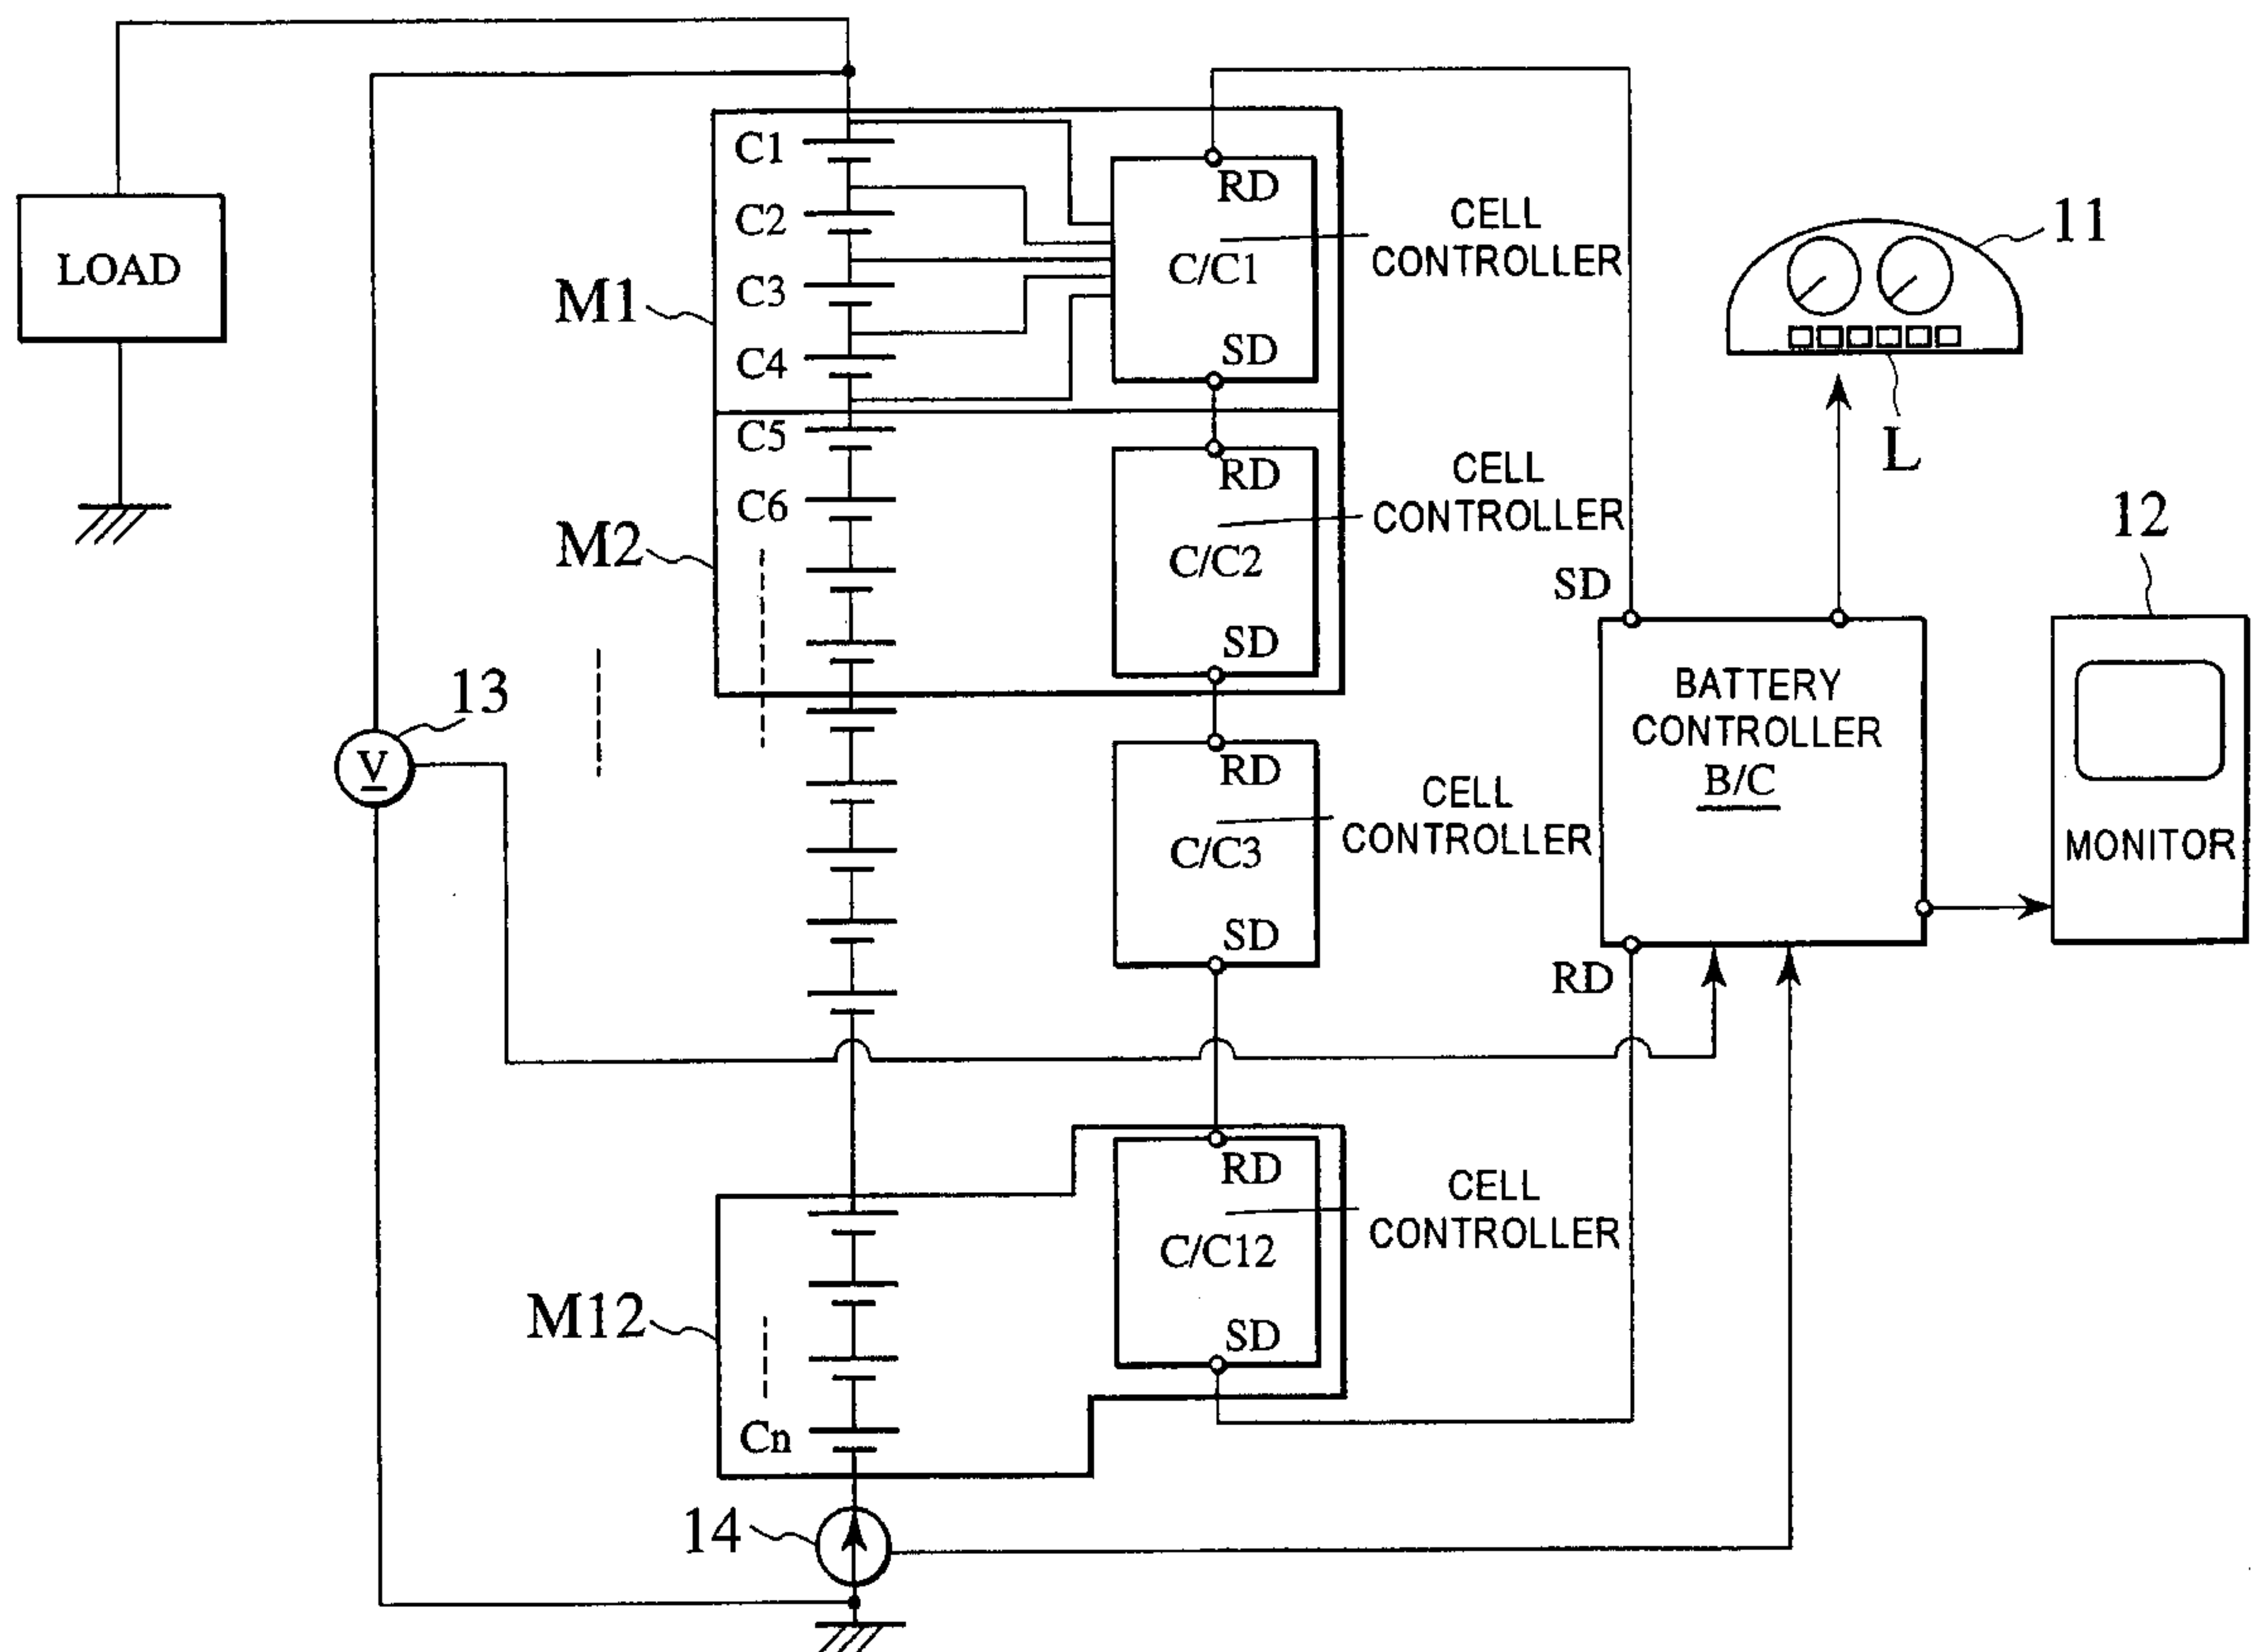 LOAD
M1
C1
C2
C3
C4
RD
C/C1
SD
CELL
CONTROLLER
11
L
M2
C5
C6
RD
C/C2
SD
CELL
CONTROLLER
13
V
RD
C/C3
SD
CELL
CONTROLLER
SD
BATTERY
CONTROLLER
B/C
RD
12
MONITOR
M12
Cn
RD
C/C12
SD
CELL
CONTROLLER
14